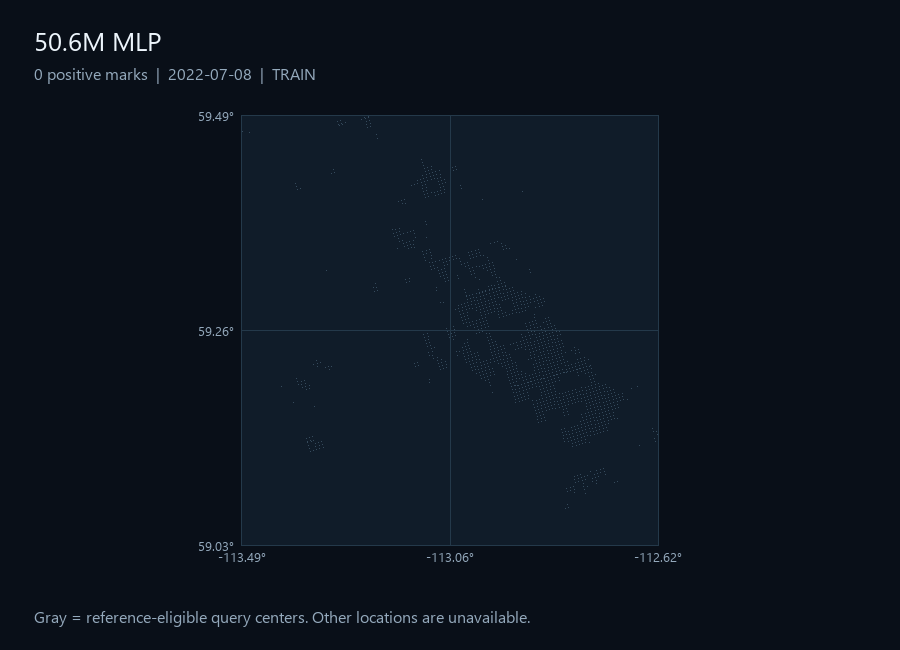 50.6M MLP
0 positive marks | 2022-07-08 | TRAIN
59.49°
59.26°
59.03°
-113.49°
-113.06°
-112.62°
Gray = reference-eligible query centers. Other locations are unavailable.